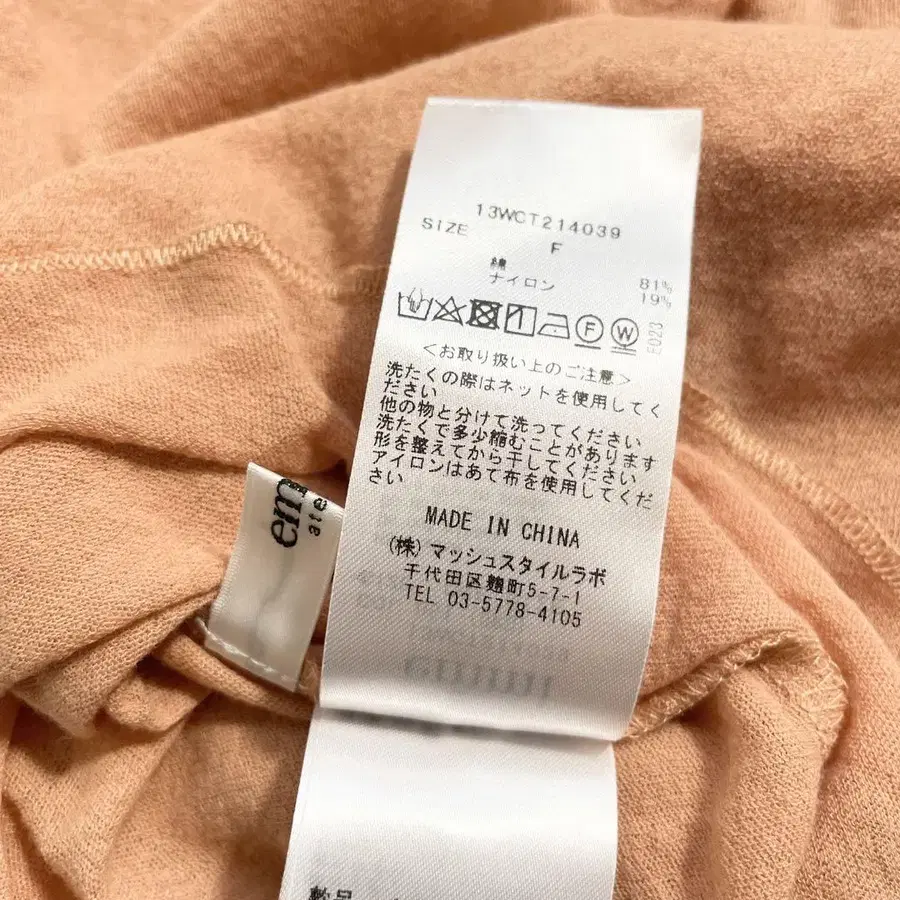 13WCT214039
SIZE F
綿 81%
ナイロン 19%
F W
E023
<お取り扱い上のご注意>
洗たくの際はネットを使用してく
ださい
他の物と分けて洗ってください
洗たくで多少縮むことがあります
形を整えてから干してください
アイロンはあて布を使用してくだ
さい
MADE IN CHINA
(株)マッシュスタイルラボ
千代田区麹町5-7-1
TEL 03-5778-4105
em
ate